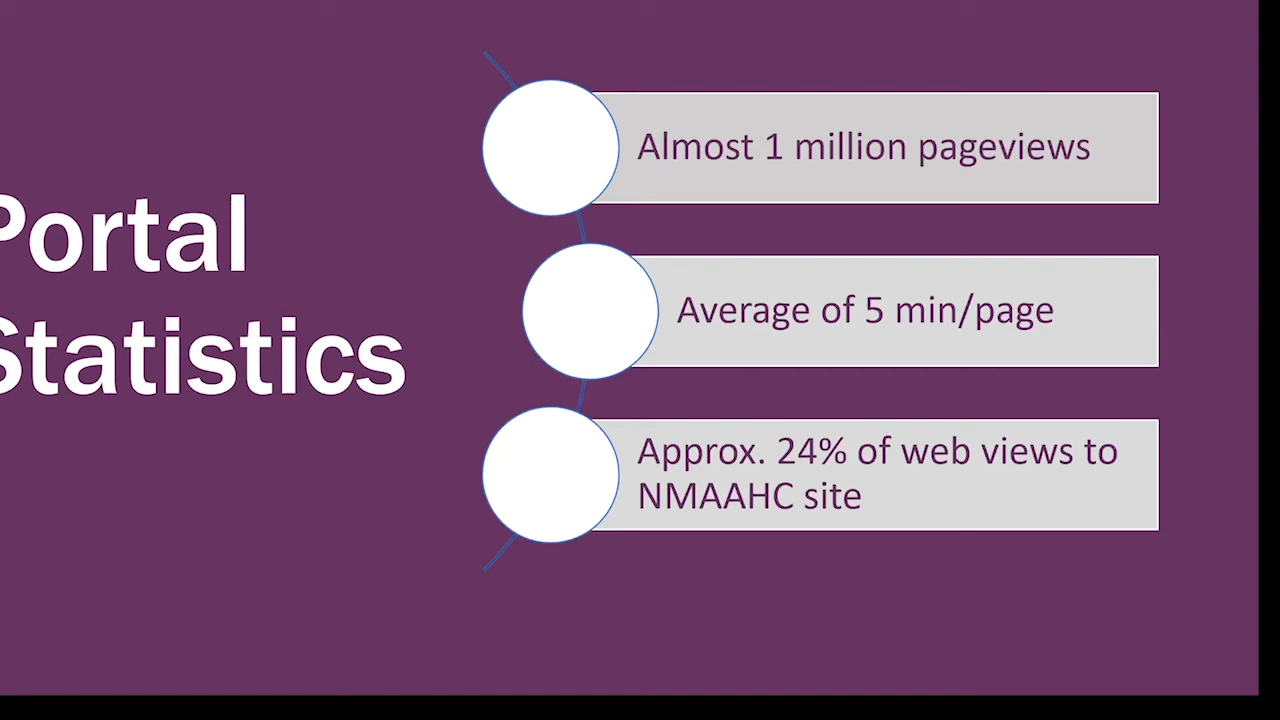 Portal
Statistics
Almost 1 million pageviews
Average of 5 min/page
Approx. 24% of web views to
NMAAHC site